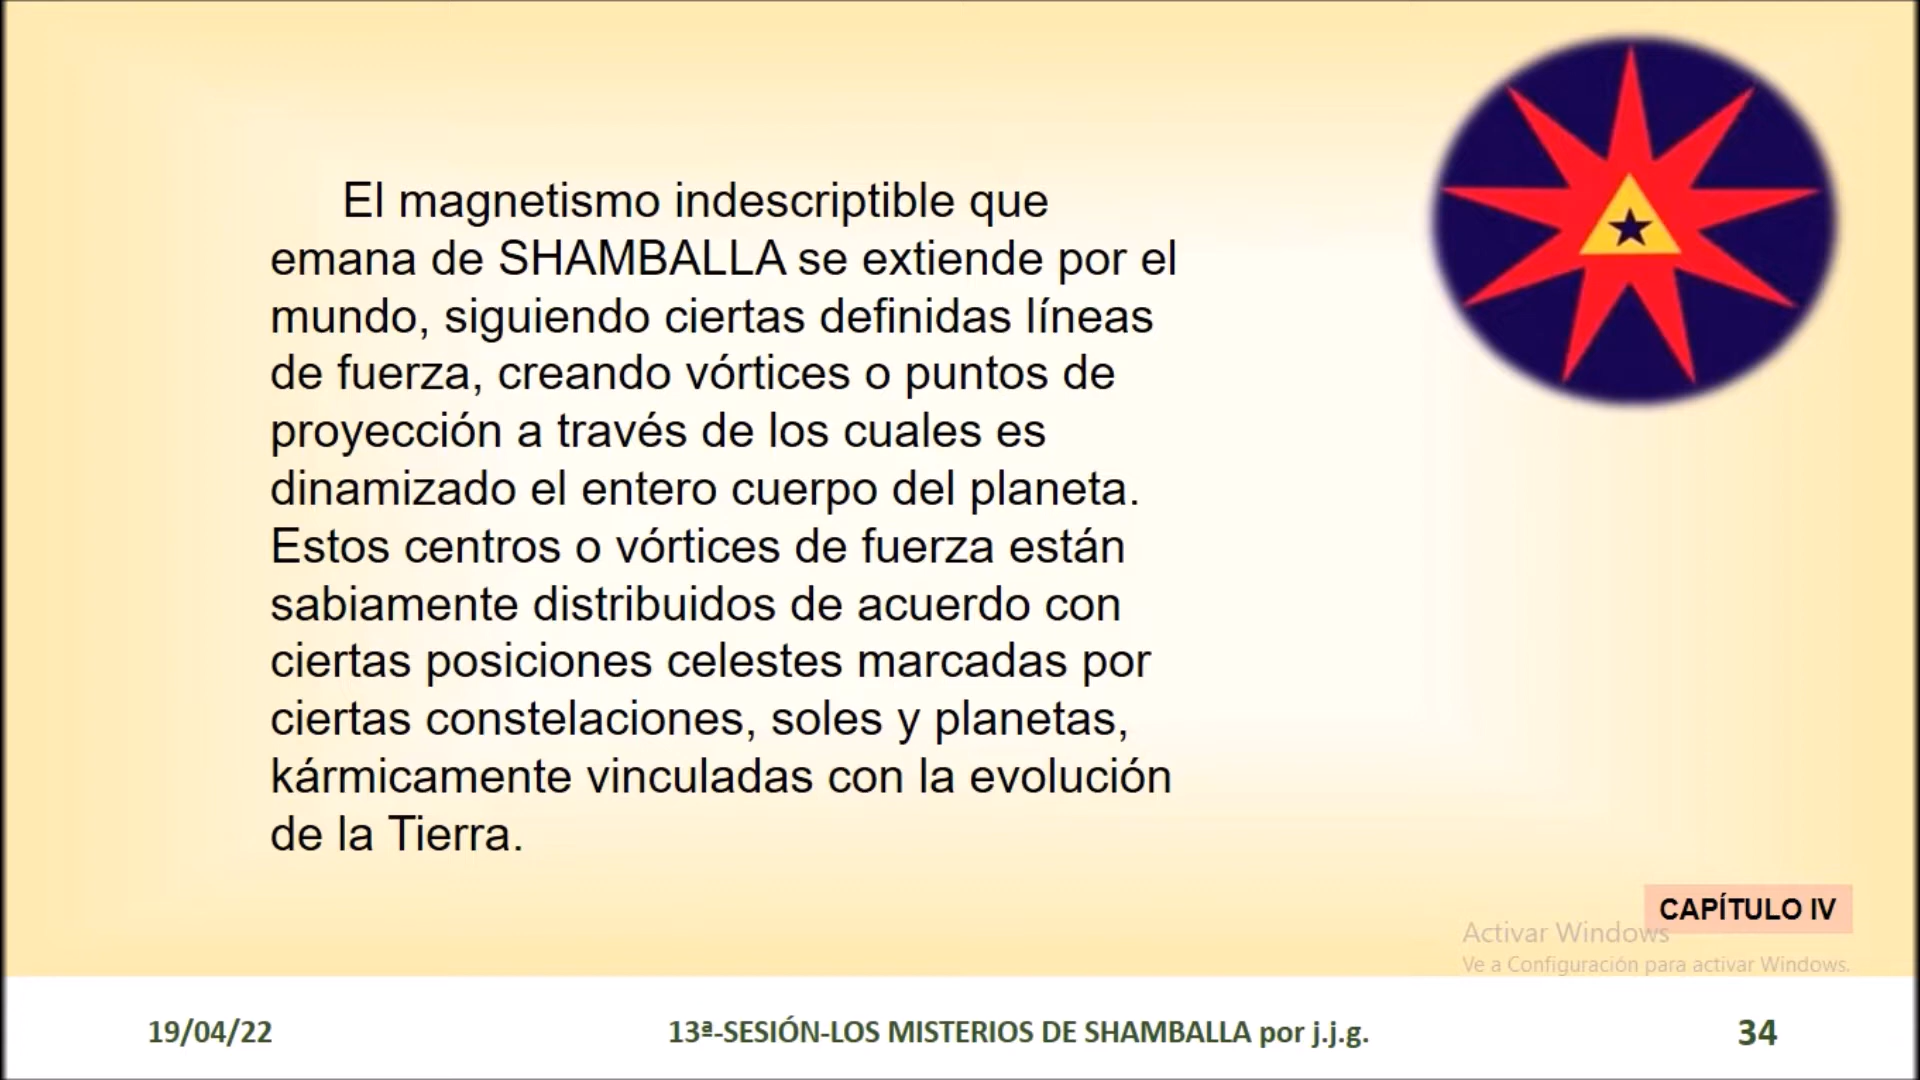 El magnetismo indescriptible que
emana de SHAMBALLA se extiende por el
mundo, siguiendo ciertas definidas líneas
de fuerza, creando vórtices o puntos de
proyección a través de los cuales es
dinamizado el entero cuerpo del planeta.
Estos centros o vórtices de fuerza están
sabiamente distribuidos de acuerdo con
ciertas posiciones celestes marcadas por
ciertas constelaciones, soles y planetas,
kármicamente vinculadas con la evolución
de la Tierra.
CAPÍTULO IV
Activar Windows
Ve a Configuración para activar Windows.
19/04/22
13ª-SESIÓN-LOS MISTERIOS DE SHAMBALLA por j.j.g.
34